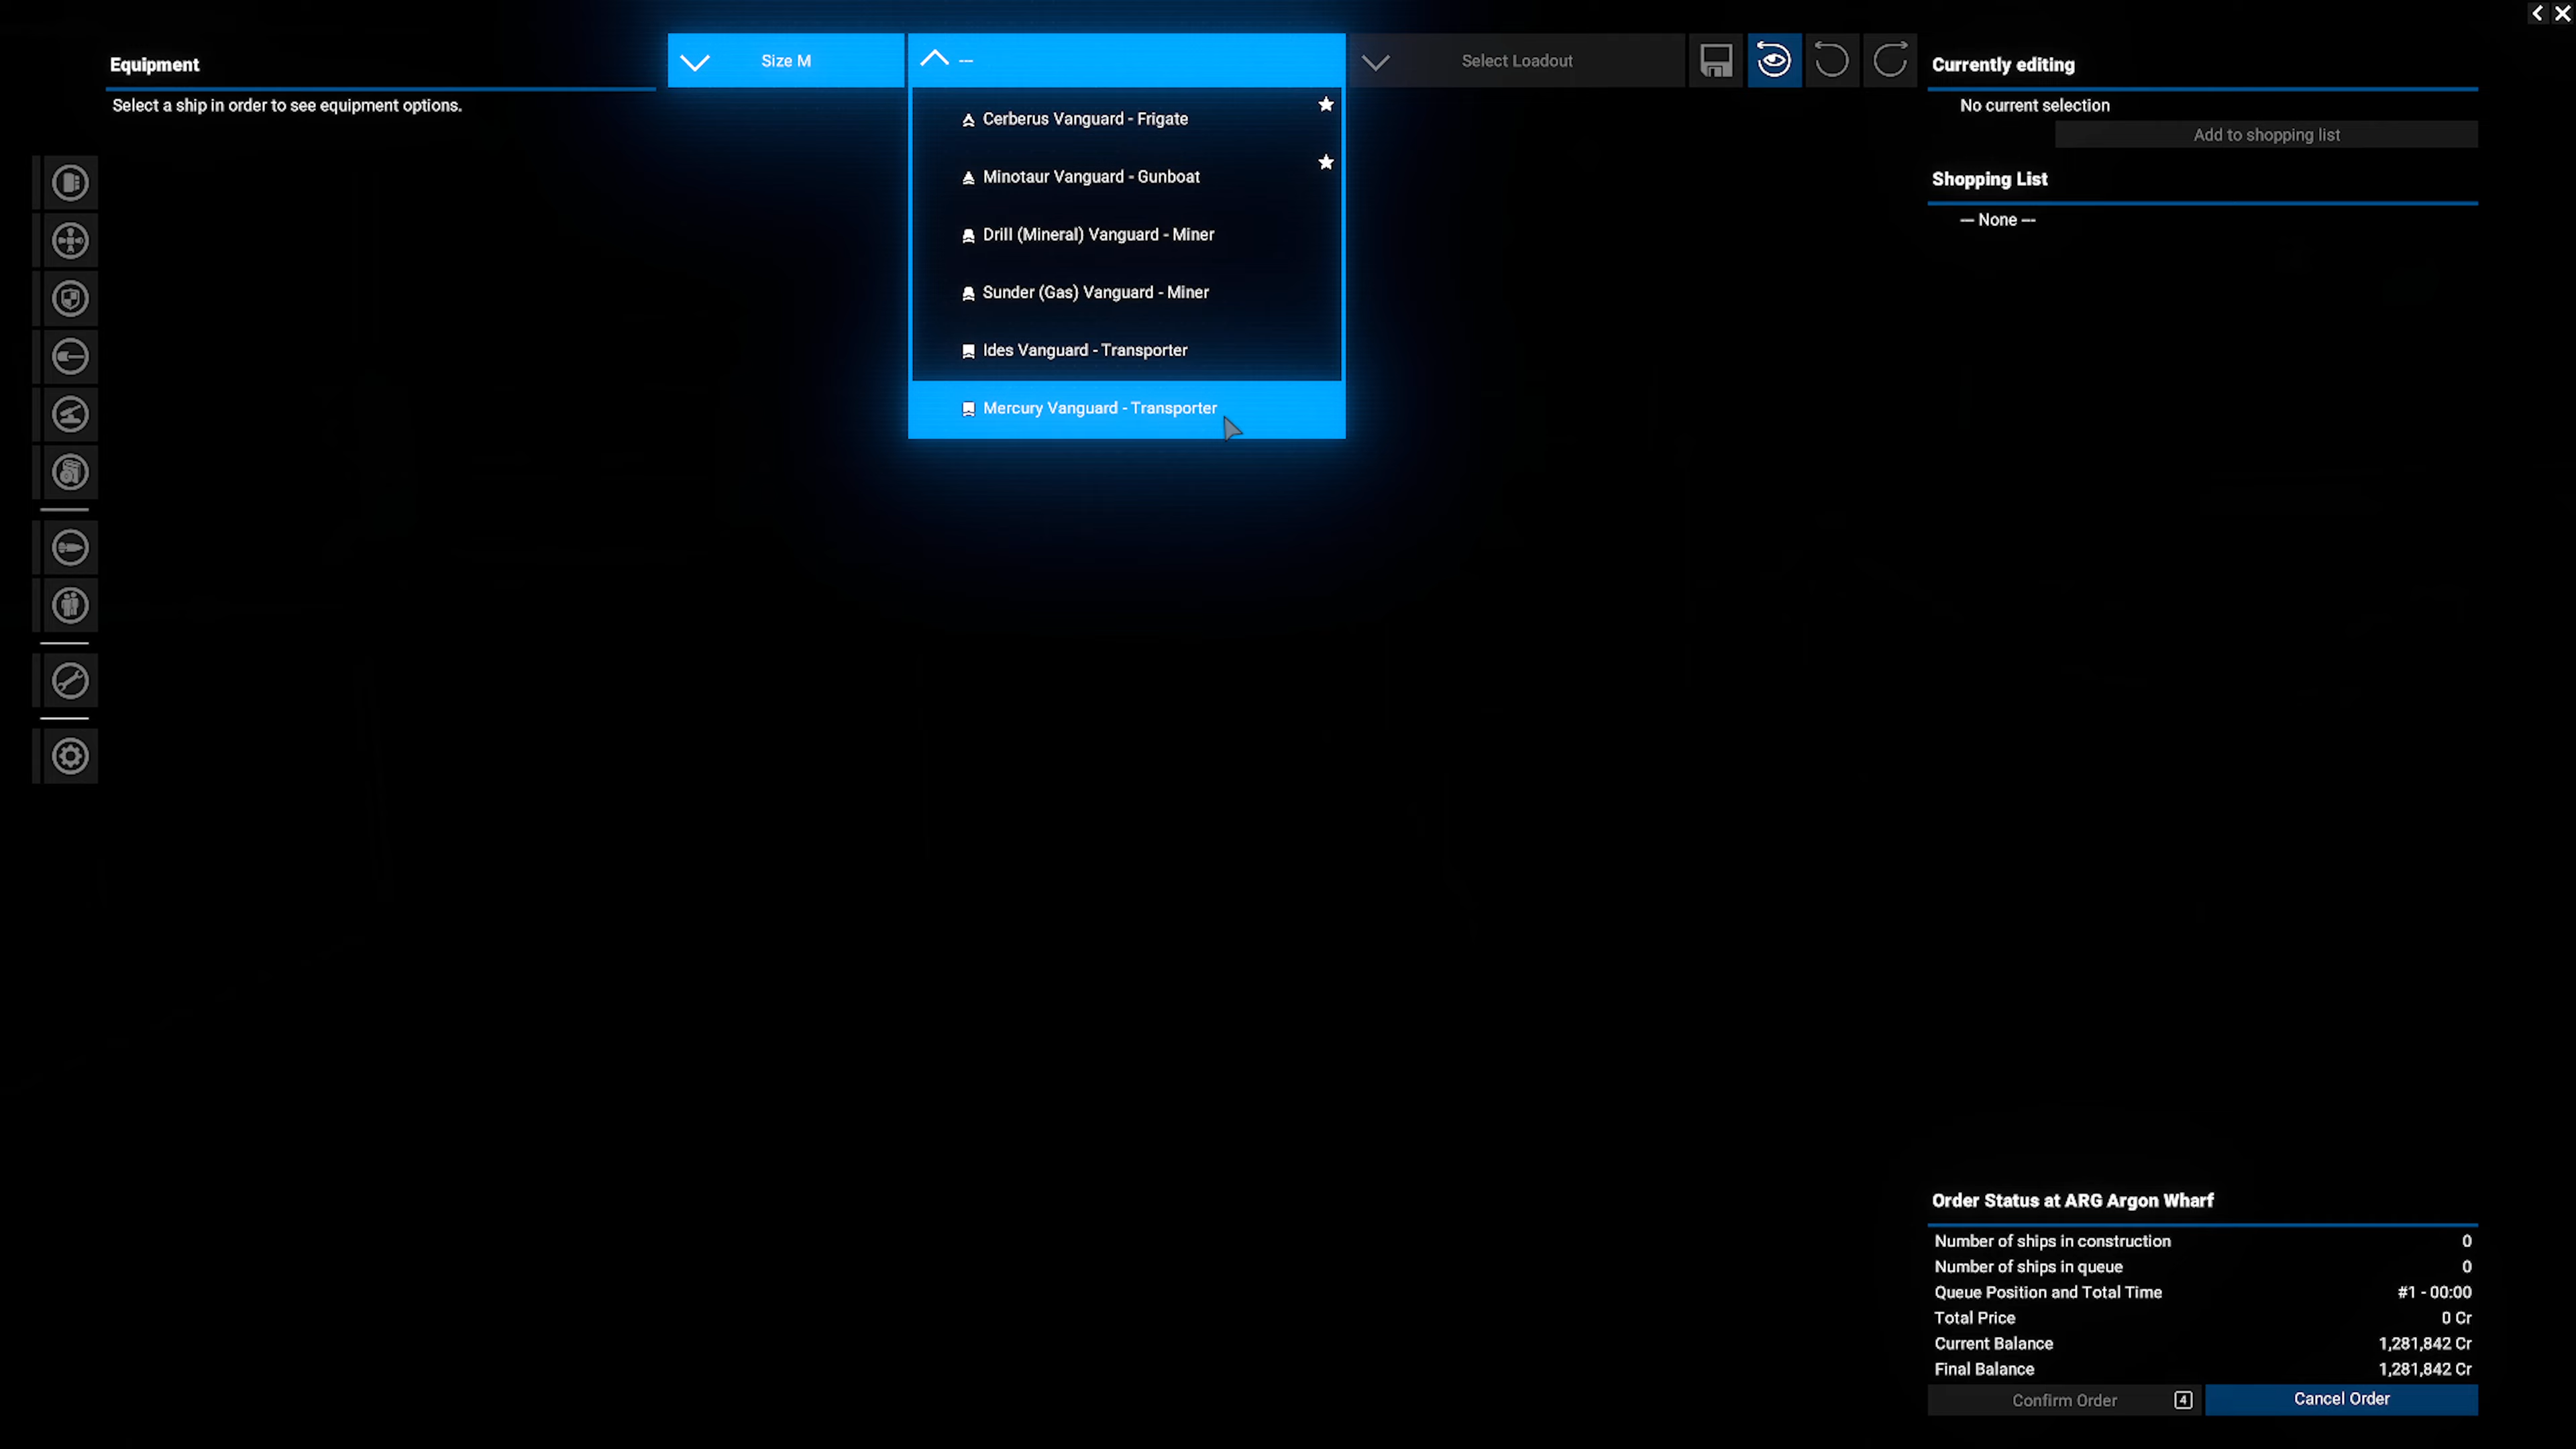 Equipment
Select a ship in order to see equipment options.
Size M
---
Cerberus Vanguard - Frigate
Minotaur Vanguard - Gunboat
Drill (Mineral) Vanguard - Miner
Sunder (Gas) Vanguard - Miner
Ides Vanguard - Transporter
Mercury Vanguard - Transporter
Select Loadout
Currently editing
No current selection
Add to shopping list
Shopping List
--- None ---
Order Status at ARG Argon Wharf
Number of ships in construction 0
Number of ships in queue 0
Queue Position and Total Time #1 - 00:00
Total Price 0 Cr
Current Balance 1,281,842 Cr
Final Balance 1,281,842 Cr
Confirm Order 4 Cancel Order